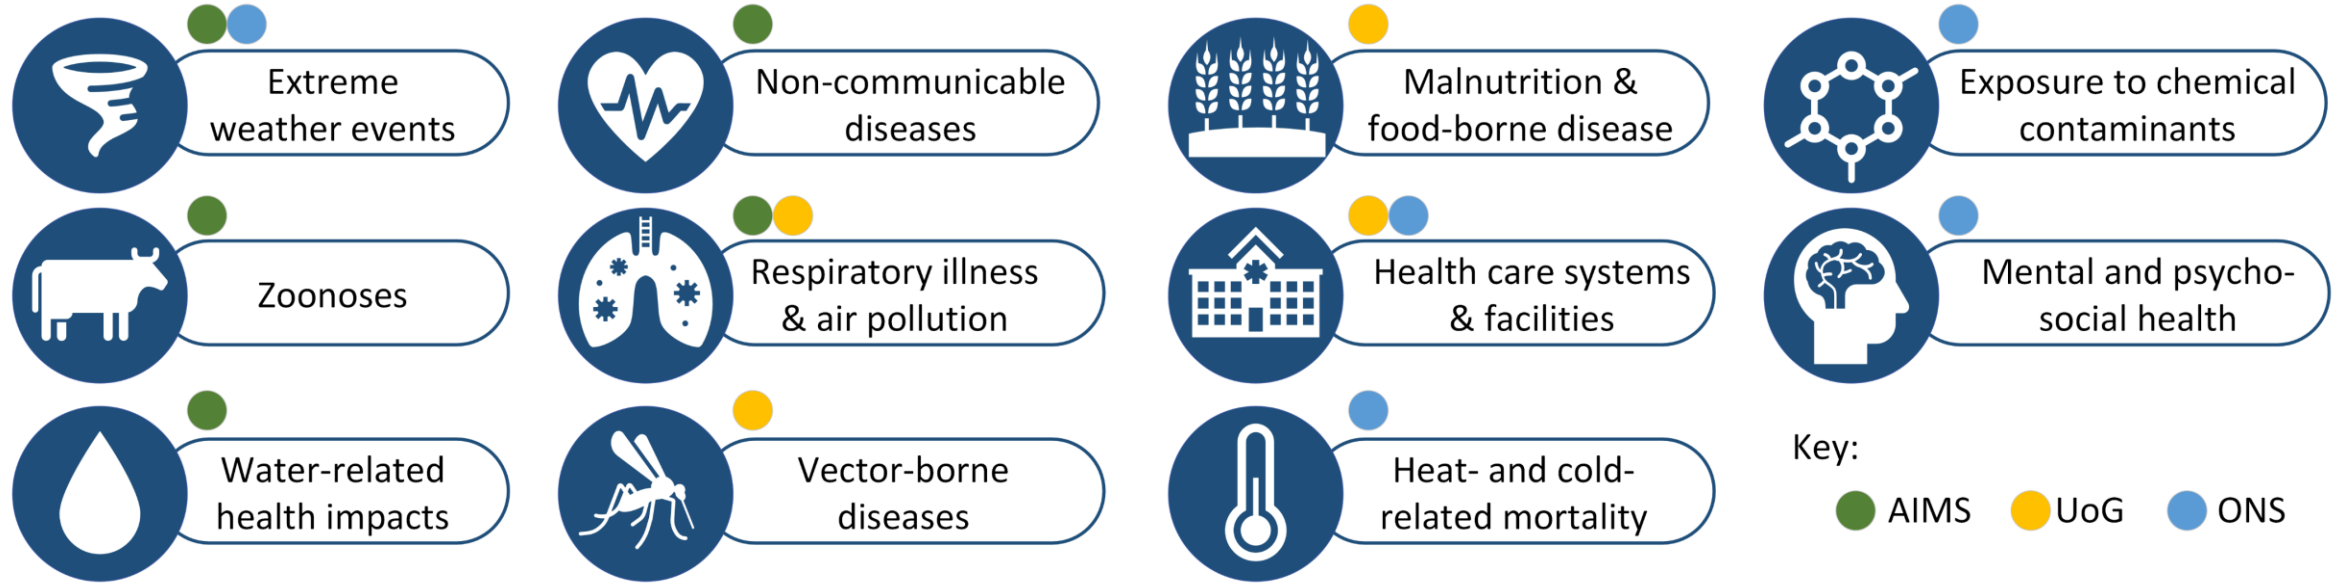 Extreme
weather events
Non-communicable
diseases
Malnutrition &
food-borne disease
Exposure to chemical
contaminants
Zoonoses
Respiratory illness
& air pollution
Health care systems
& facilities
Mental and psycho-
social health
Water-related
health impacts
Vector-borne
diseases
Heat- and cold-
related mortality
Key:
AIMS
UoG
ONS